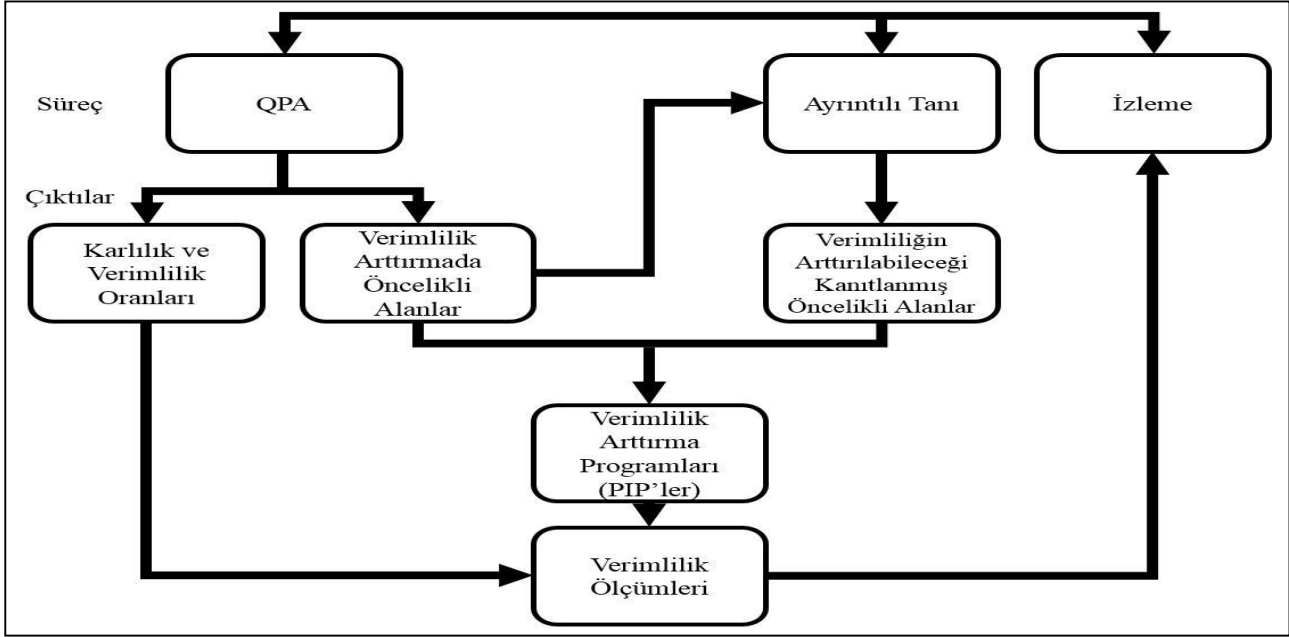 Süreç
QPA
Ayrıntılı Tanı
İzleme
Çıktılar
Karlılık ve
Verimlilik
Oranları
Verimlilik
Arttırmada
Öncelikli
Alanlar
Verimliliğin
Arttırılabileceği
Kanıtlanmış
Öncelikli Alanlar
Verimlilik
Arttırma
Programları
(PIP’ler)
Verimlilik
Ölçümleri